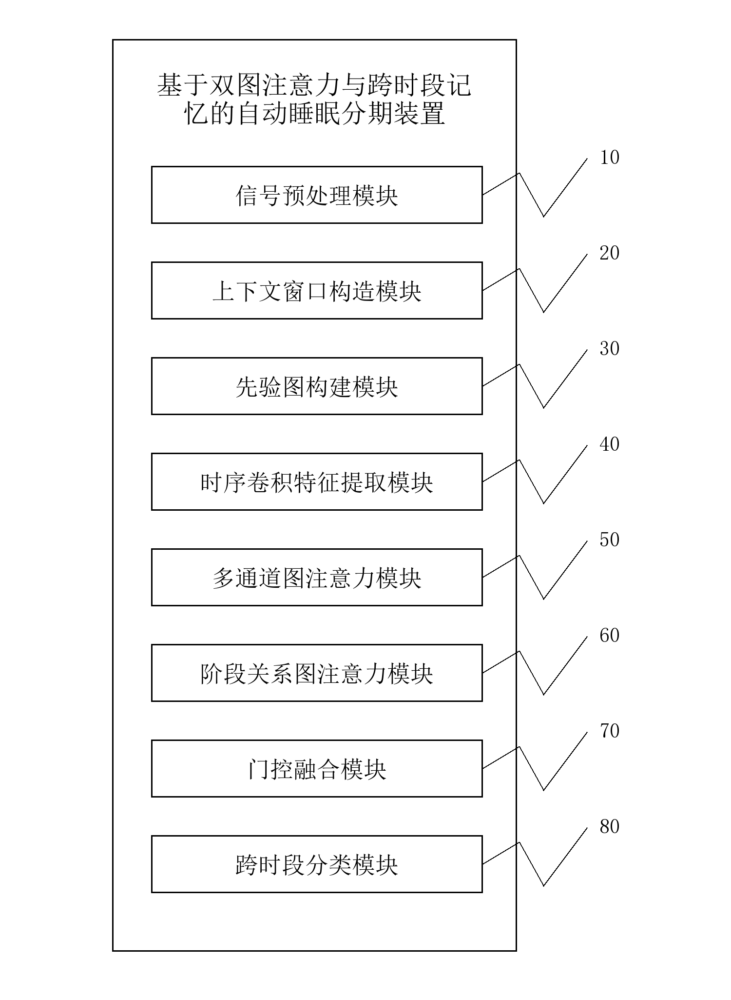 基于双图注意力与跨时段记
忆的自动睡眠分期装置
10
信号预处理模块
20
上下文窗口构造模块
30
先验图构建模块
40
时序卷积特征提取模块
50
多通道图注意力模块
60
阶段关系图注意力模块
70
门控融合模块
80
跨时段分类模块